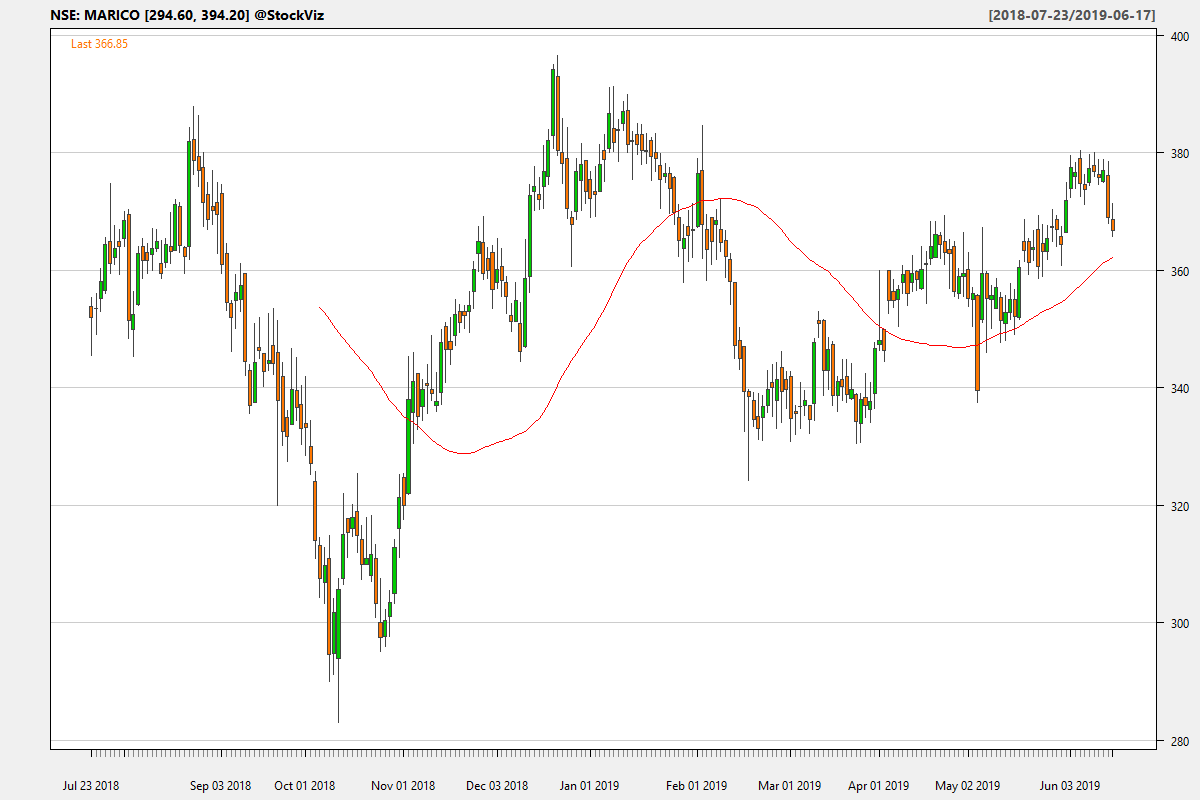 NSE: MARICO [294.60, 394.20] @StockViz
[2018-07-23/2019-06-17]
Last 366.85
400
380
360
340
320
300
280
Jul 23 2018
Sep 03 2018
Oct 01 2018
Nov 01 2018
Dec 03 2018
Jan 01 2019
Feb 01 2019
Mar 01 2019
Apr 01 2019
May 02 2019
Jun 03 2019